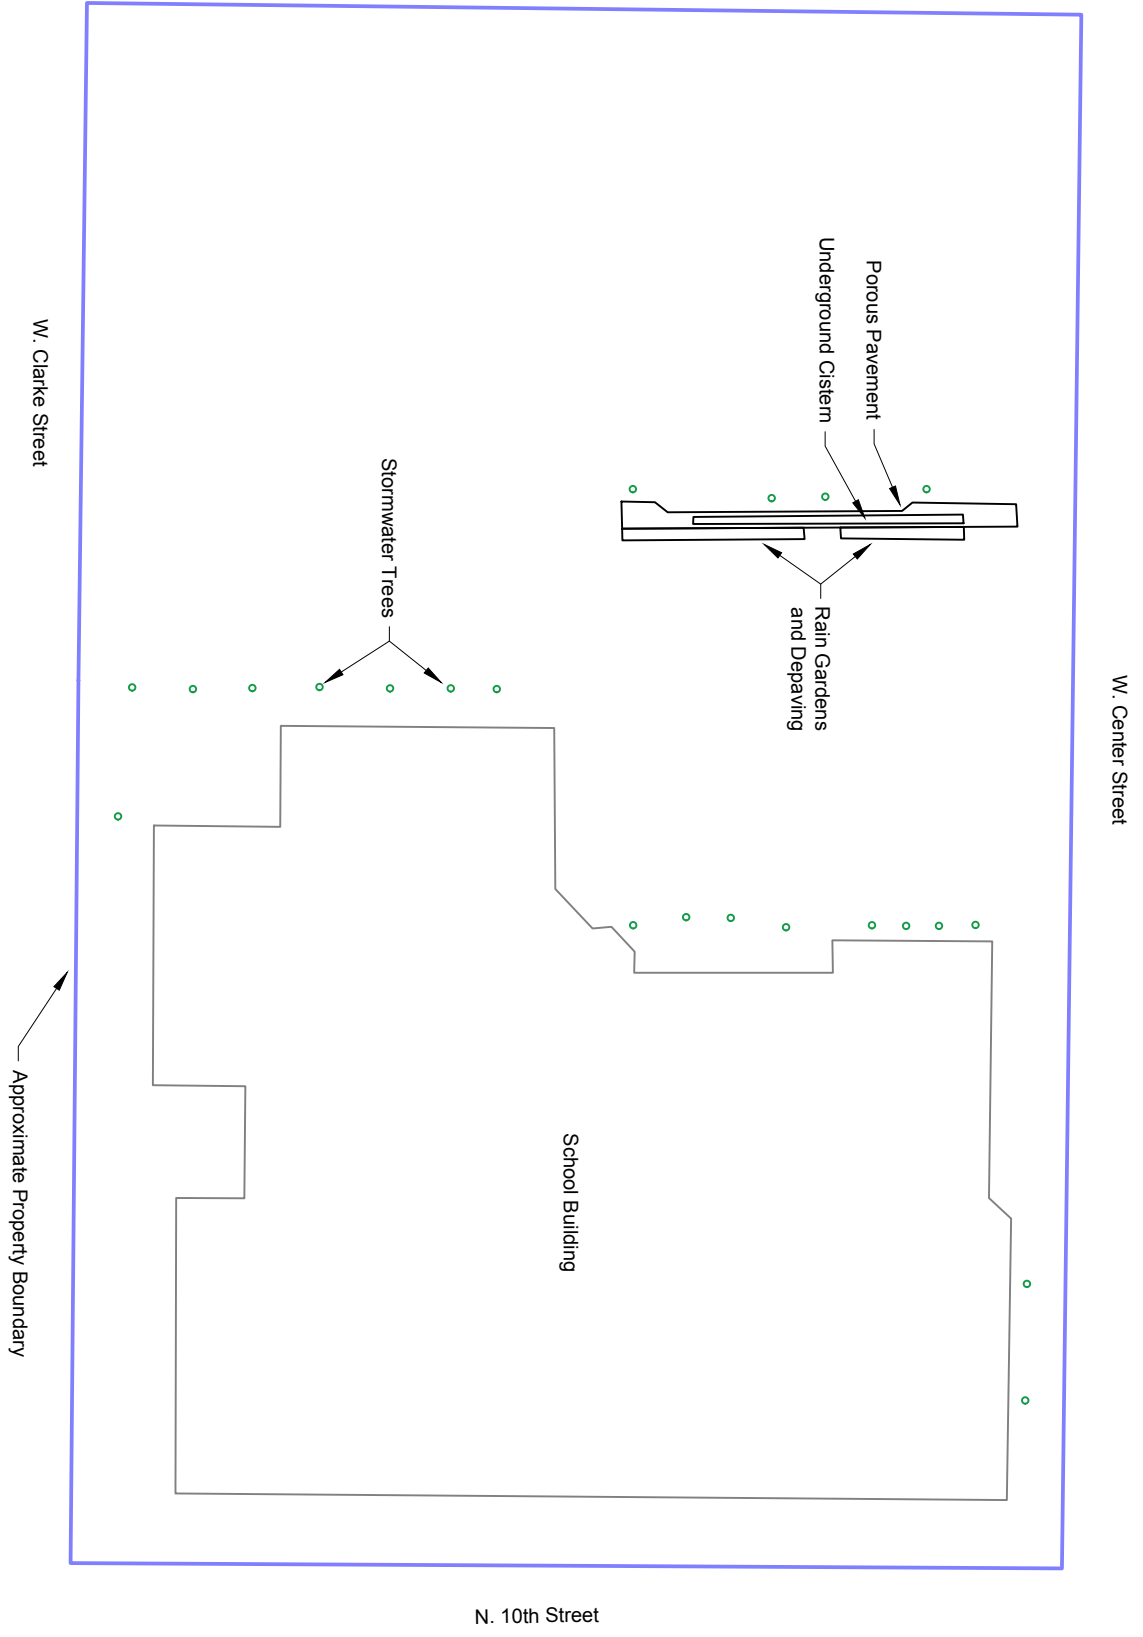 W. Clarke Street
Porous Pavement
Underground Cistern
Stormwater Trees
Rain Gardens
and Depaving
W. Center Street
School Building
Approximate Property Boundary
N. 10th Street